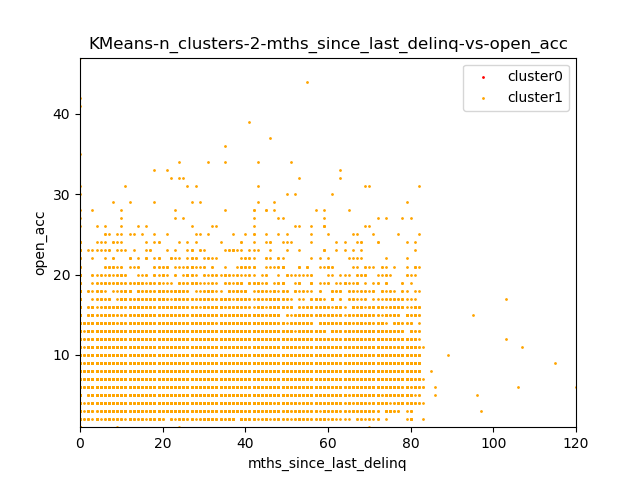 KMeans-n_clusters-2-mths_since_last_delinq-vs-open_acc
cluster0
cluster1
open_acc
40
30
20
10
0 20 40 60 80 100 120
mths_since_last_delinq